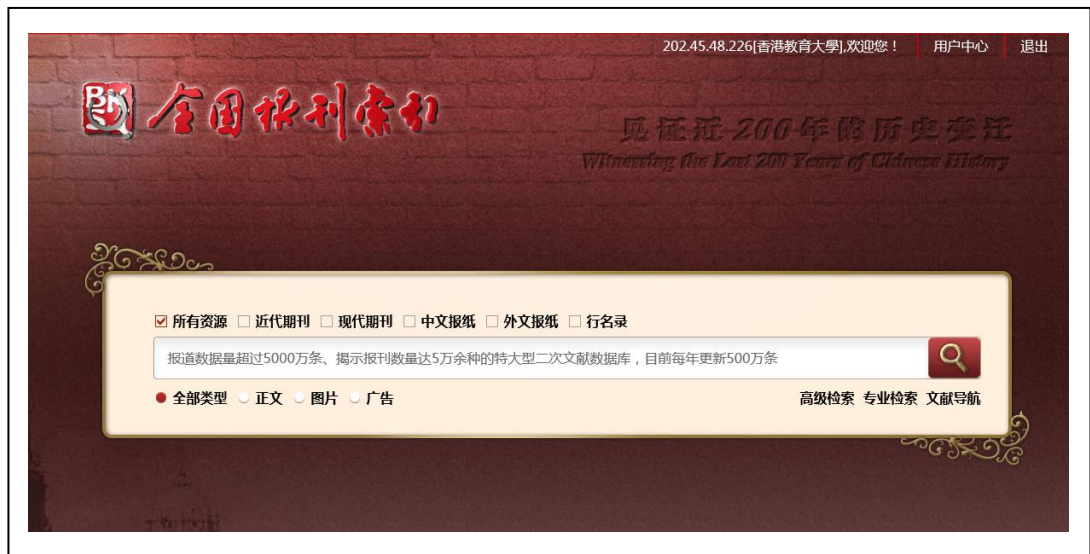 202.45.48.226[香港教育大學],欢迎您！ 用户中心 退出
全国报刊索引
见证近200年的历史变迁
Witnessing the Last 200 Years of Chinese History
所有资源 近代期刊 现代期刊 中文报纸 外文报纸 行名录
报道数据量超过5000万条、揭示报刊数量达5万余种的特大型二次文献数据库，目前每年更新500万条
全部类型 正文 图片 广告 高级检索 专业检索 文献导航